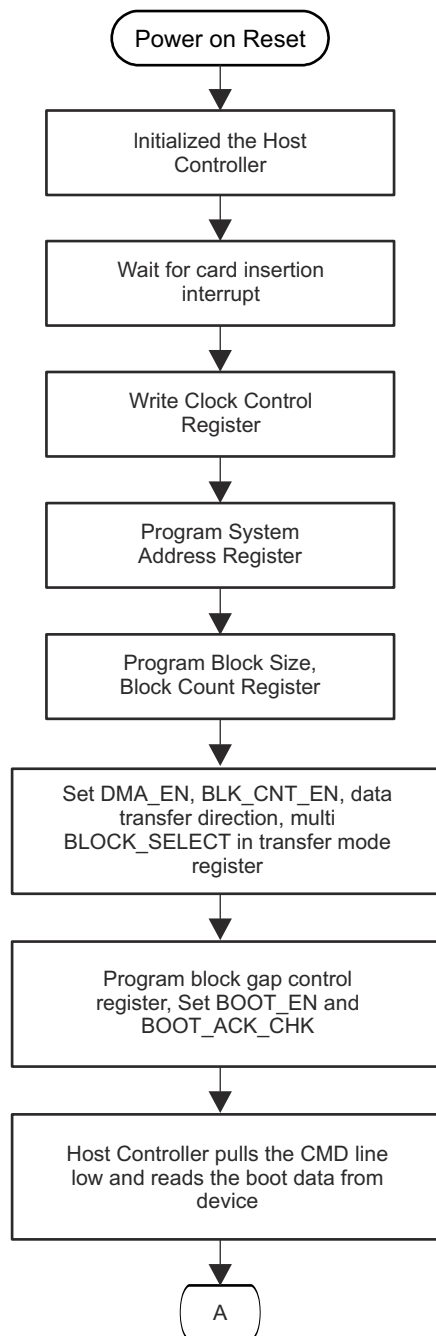 Power on Reset
Initialized the Host
Controller
Wait for card insertion
interrupt
Write Clock Control
Register
Program System
Address Register
Program Block Size,
Block Count Register
Set DMA_EN, BLK_CNT_EN, data
transfer direction, multi
BLOCK_SELECT in transfer mode
register
Program block gap control
register, Set BOOT_EN and
BOOT_ACK_CHK
Host Controller pulls the CMD line
low and reads the boot data from
device
A